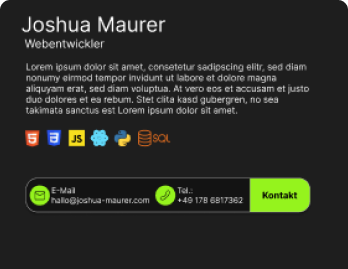 Joshua Maurer
Webentwickler
Lorem ipsum dolor sit amet, consetetur sadipscing elitr, sed diam
nonumy eirmod tempor invidunt ut labore et dolore magna
aliquyam erat, sed diam voluptua. At vero eos et accusam et justo
duo dolores et ea rebum. Stet clita kasd gubergren, no sea
takimata sanctus est Lorem ipsum dolor sit amet.
5 3 JS SQL
E-Mail
hallo@joshua-maurer.com
Tel.:
+49 178 6817362
Kontakt